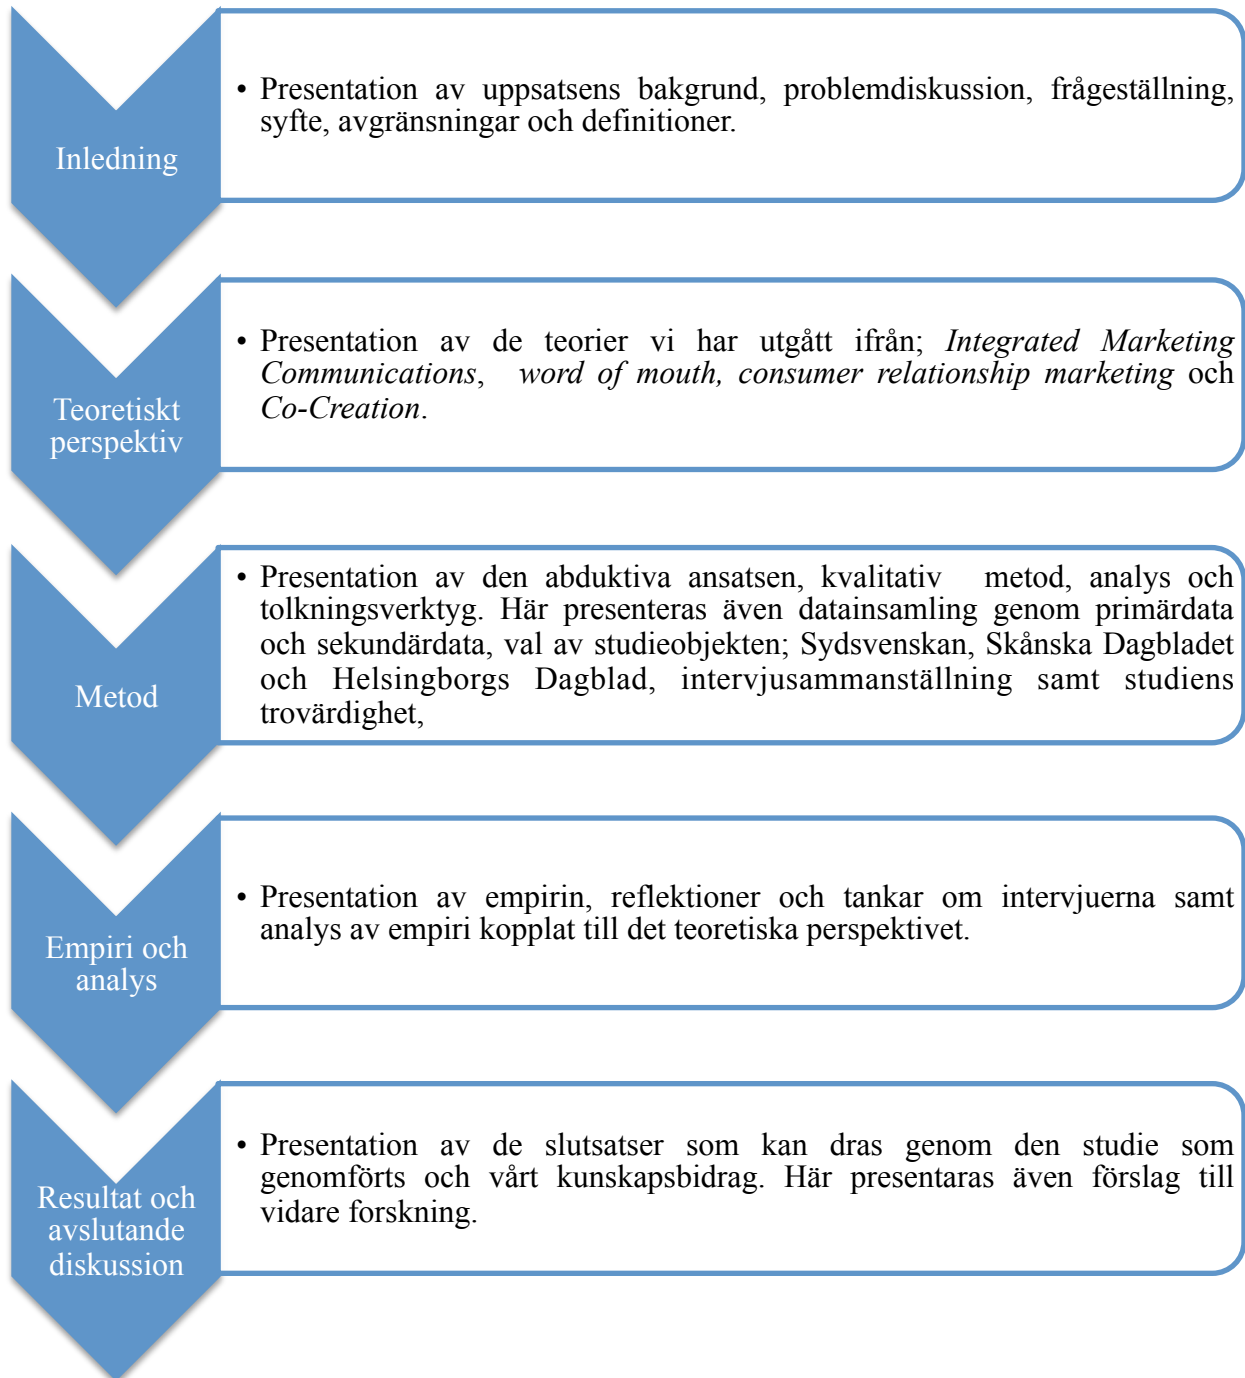 Inledning
• Presentation av uppsatsens bakgrund, problemdiskussion, frågeställning,
syfte, avgränsningar och definitioner.
Teoretiskt
perspektiv
• Presentation av de teorier vi har utgått ifrån; Integrated Marketing
Communications, word of mouth, consumer relationship marketing och
Co-Creation.
Metod
• Presentation av den abduktiva ansatsen, kvalitativ metod, analys och
tolkningsverktyg. Här presenteras även datainsamling genom primärdata
och sekundärdata, val av studieobjekten; Sydsvenskan, Skånska Dagbladet
och Helsingborgs Dagblad, intervjusammanställning samt studiens
trovärdighet,
Empiri och
analys
• Presentation av empirin, reflektioner och tankar om intervjuerna samt
analys av empiri kopplat till det teoretiska perspektivet.
Resultat och
avslutande
diskussion
• Presentation av de slutsatser som kan dras genom den studie som
genomförts och vårt kunskapsbidrag. Här presentaras även förslag till
vidare forskning.